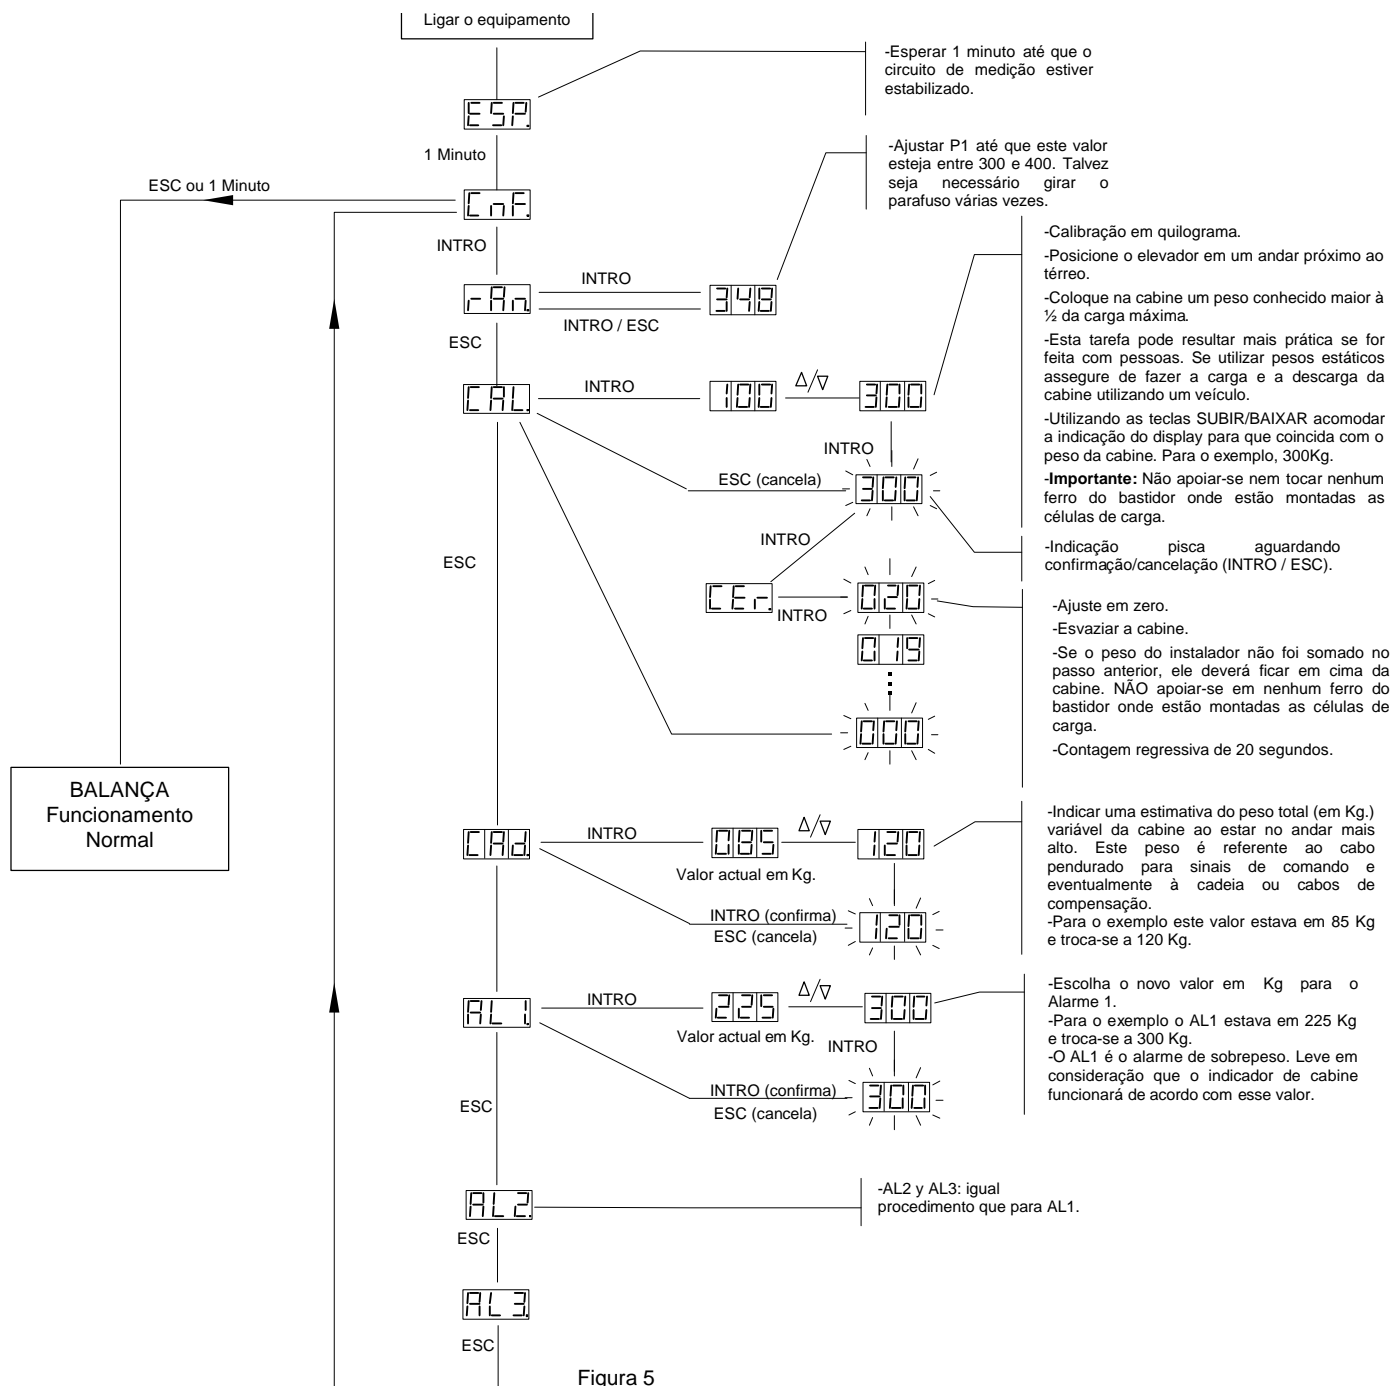 Ligar o equipamento
-Esperar 1 minuto até que o
circuito de medição estiver
estabilizado.
ESP.
1 Minuto
-Ajustar P1 até que este valor
esteja entre 300 e 400. Talvez
seja necessário girar o
parafuso várias vezes.
ESC ou 1 Minuto
CnF.
INTRO
-Calibração em quilograma.
-Posicione o elevador em um andar próximo ao
térreo.
-Coloque na cabine um peso conhecido maior à
½ da carga máxima.
-Esta tarefa pode resultar mais prática se for
feita com pessoas. Se utilizar pesos estáticos
assegure de fazer a carga e a descarga da
cabine utilizando um veículo.
-Utilizando as teclas SUBIR/BAIXAR acomodar
a indicação do display para que coincida com o
peso da cabine. Para o exemplo, 300Kg.
-Importante: Não apoiar-se nem tocar nenhum
ferro do bastidor onde estão montadas as
células de carga.
INTRO
rAn.
348
INTRO / ESC
ESC
CAL.
INTRO
100
Δ/∇
300
INTRO
ESC (cancela)
300
-Indicação pisca aguardando
confirmação/cancelação (INTRO / ESC).
INTRO
ESC
CEr.
INTRO
020
019
000
-Ajuste em zero.
-Esvaziar a cabine.
-Se o peso do instalador não foi somado no
passo anterior, ele deverá ficar em cima da
cabine. NÃO apoiar-se em nenhum ferro do
bastidor onde estão montadas as células de
carga.
-Contagem regressiva de 20 segundos.
BALANÇA
Funcionamento
Normal
CAd.
INTRO
085
Δ/∇
120
Valor actual em Kg.
INTRO (confirma)
ESC (cancela)
120
-Indicar uma estimativa do peso total (em Kg.)
variável da cabine ao estar no andar mais
alto. Este peso é referente ao cabo
pendurado para sinais de comando e
eventualmente à cadeia ou cabos de
compensação.
-Para o exemplo este valor estava em 85 Kg
e troca-se a 120 Kg.
AL1.
INTRO
225
Δ/∇
300
Valor actual em Kg.
INTRO
INTRO (confirma)
ESC (cancela)
300
-Escolha o novo valor em Kg para o
Alarme 1.
-Para o exemplo o AL1 estava em 225 Kg
e troca-se a 300 Kg.
-O AL1 é o alarme de sobrepeso. Leve em
consideração que o indicador de cabine
funcionará de acordo com esse valor.
ESC
AL2.
-AL2 y AL3: igual
procedimento que para AL1.
ESC
AL3.
ESC
Figura 5